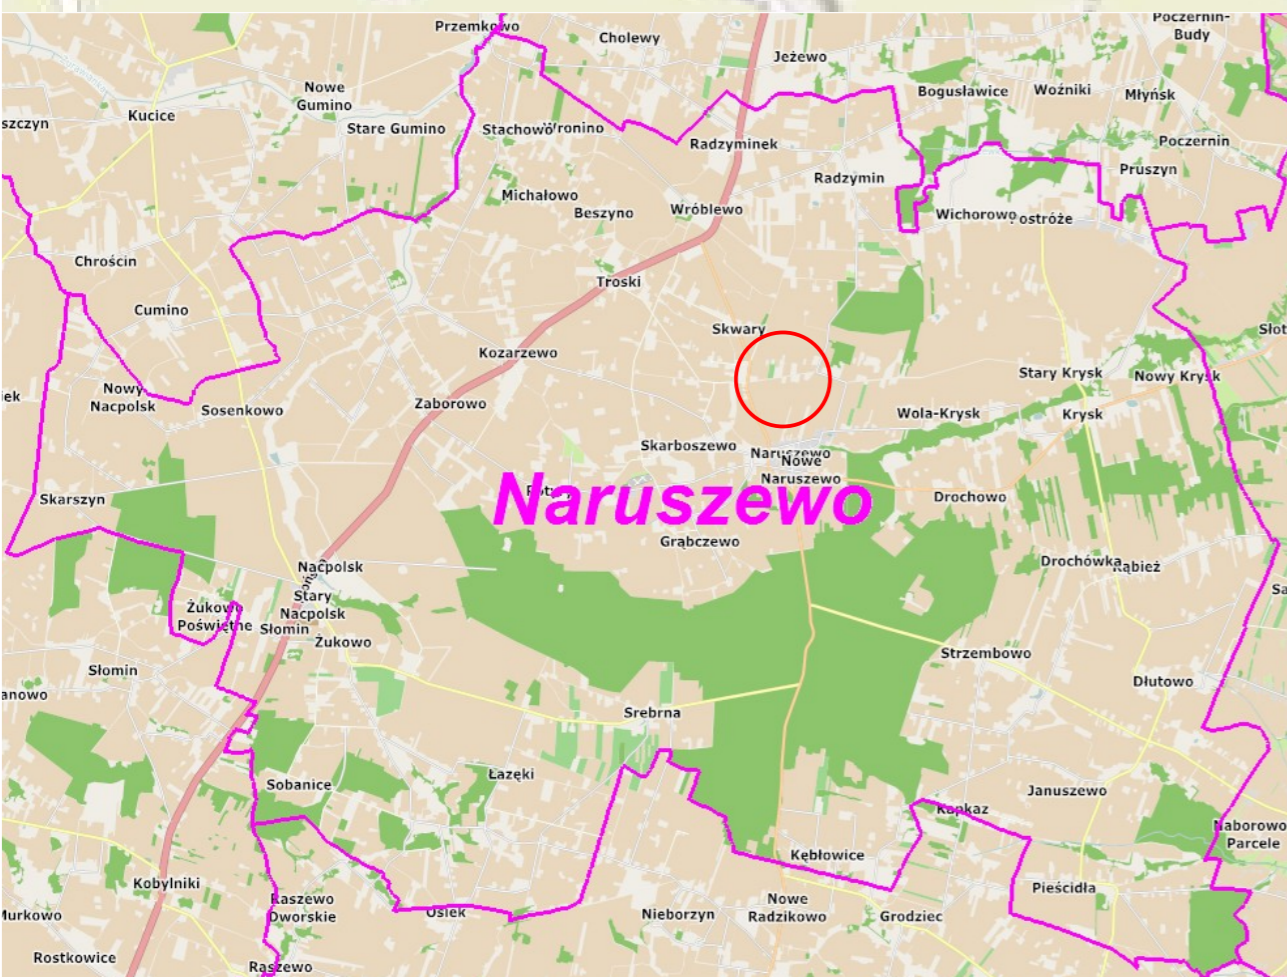 Przemkowo
Cholewy
Poczernin-
Budy
Jeżewo
Nowe
Gumino
Bogusławice
Woźniki
Młyńsk
Kucice
szczyn
Stare Gumino
Stachowo
Wronino
Radzyminek
Poczernin
Pruszyn
Radzymin
Michałowo
Beszyno
Wróblewo
Wichorowo
ostróże
Chrościn
Troski
Cumino
Skwary
Słot
Kozarzewo
Stary Krysk
Nowy Krysk
iek
Nowy
Nacpolsk
Sosenkowo
Zaborowo
Wola-Krysk
Krysk
Skarboszewo
Naruszewo
Nowe
Naruszewo
Skarszyn
Naruszewo
Drochowo
Grąbczewo
Nacpolsk
Drochówka
Rąbież
Stary
Nacpolsk
Żukowo
Poświętne
Słomin
Żukowo
Sa
Słomin
Strzembowo
anowo
Dłutowo
Srebrna
Łazęki
Sobanice
Januszewo
Kopkaz
Naborowo
Parcele
Kębłowice
Kobylniki
Pieścidła
Raszewo
Dworskie
Osiek
Nieborzyn
Nowe
Radzikowo
Grodziec
Murkowo
Rostkowice
Raszewo